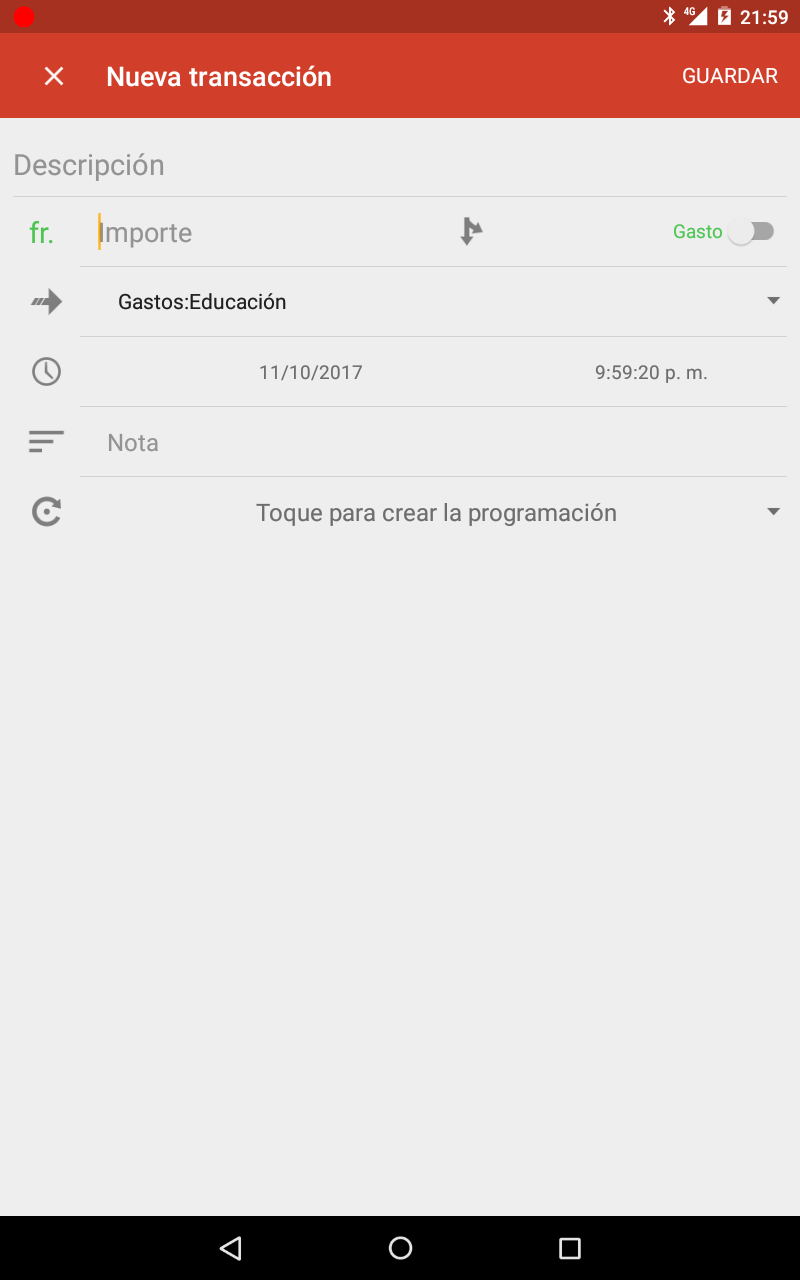 4G 21:59
Nueva transacción GUARDAR
Descripción
fr. Importe Gasto
Gastos:Educación
11/10/2017 9:59:20 p. m.
Nota
Toque para crear la programación